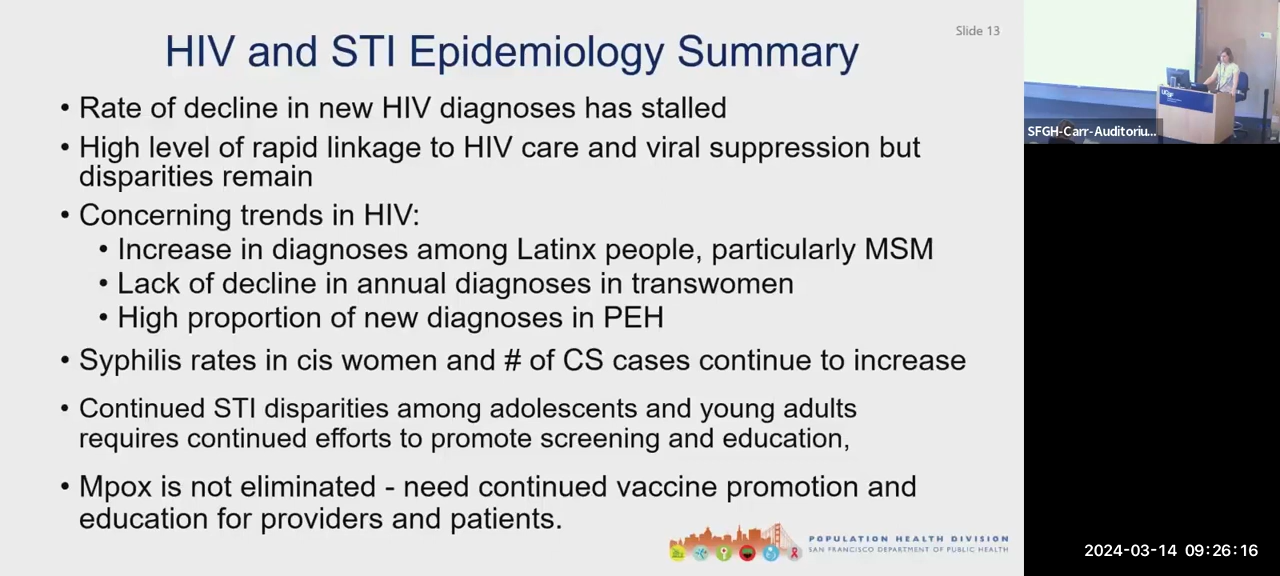 Slide 13
HIV and STI Epidemiology Summary
• Rate of decline in new HIV diagnoses has stalled
• High level of rapid linkage to HIV care and viral suppression but
disparities remain
• Concerning trends in HIV:
• Increase in diagnoses among Latinx people, particularly MSM
• Lack of decline in annual diagnoses in transwomen
• High proportion of new diagnoses in PEH
• Syphilis rates in cis women and # of CS cases continue to increase
• Continued STI disparities among adolescents and young adults
requires continued efforts to promote screening and education,
• Mpox is not eliminated - need continued vaccine promotion and
education for providers and patients.
POPULATION HEALTH DIVISION
SAN FRANCISCO DEPARTMENT OF PUBLIC HEALTH
UCSF
SFGH-Carr-Auditoriu...
2024-03-14 09:26:16